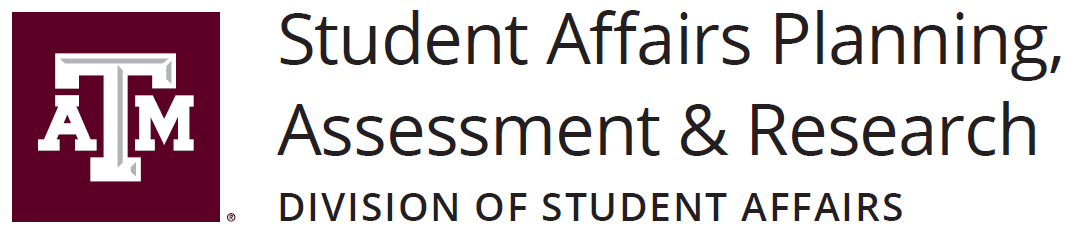 ATM
®
Student Affairs Planning,
Assessment & Research
DIVISION OF STUDENT AFFAIRS